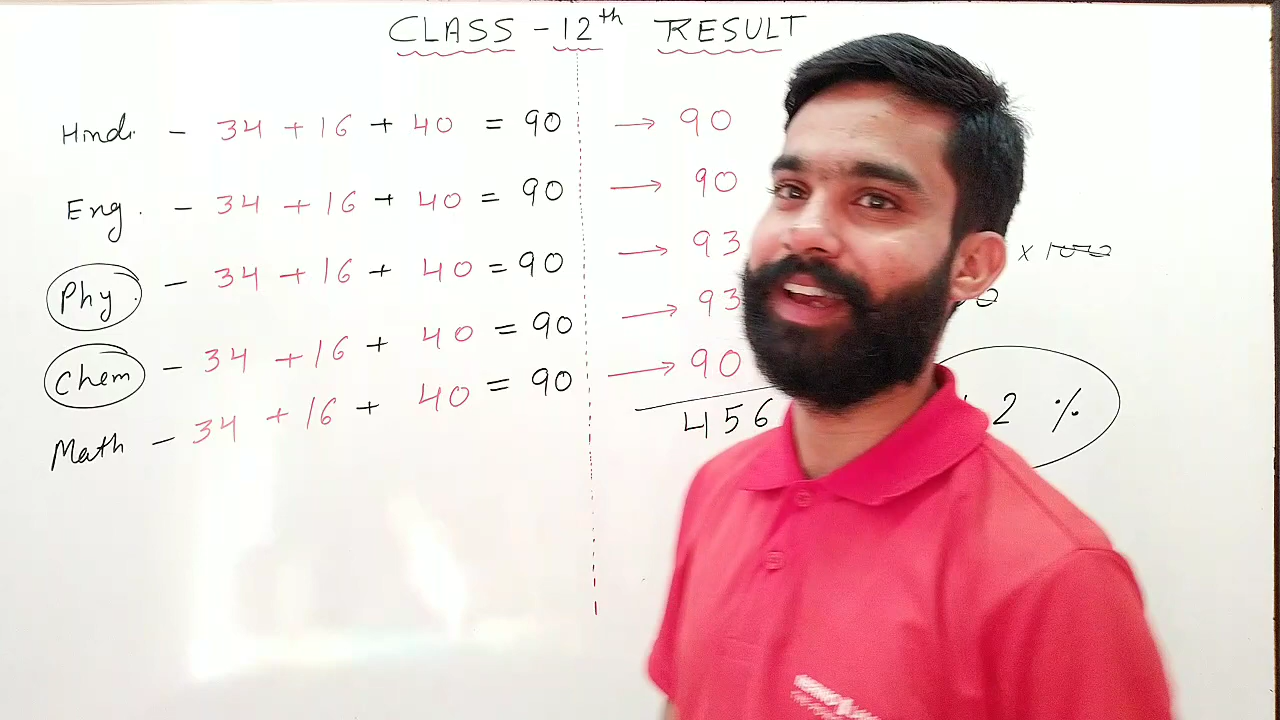 CLASS - 12th RESULT
Hindi - 34 + 16 + 40 = 90 → 90
Eng. - 34 + 16 + 40 = 90 → 90
Phy. - 34 + 16 + 40 = 90 → 93
× 100
Chem - 34 + 16 + 40 = 90 → 93
Math - 34 + 16 + 40 = 90 → 90
456
2 %